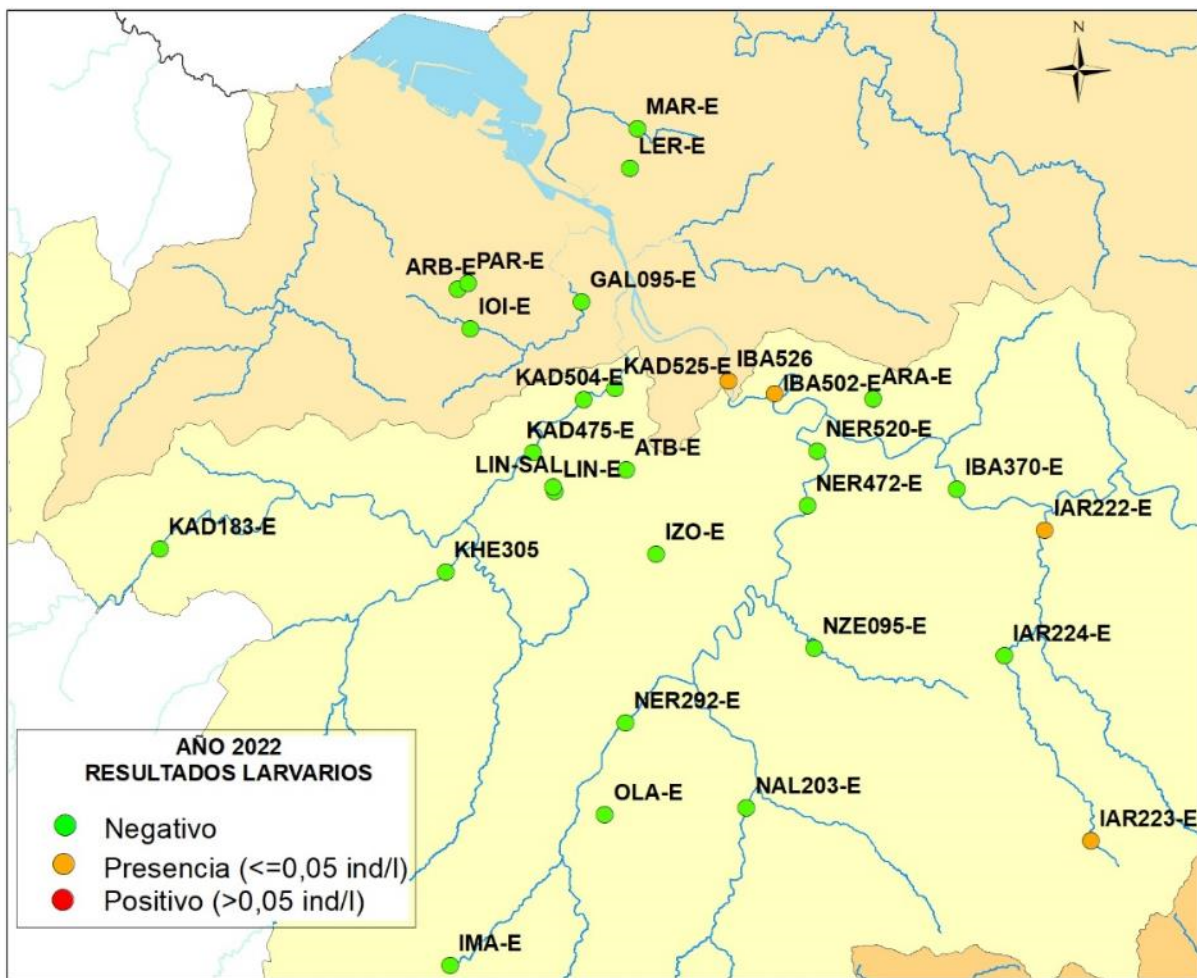 N
MAR-E
LER-E
ARB-E
PAR-E
GAL095-E
IOI-E
KAD525-E
IBA526
KAD504-E
IBA502-E
ARA-E
KAD475-E
NER520-E
ATB-E
LIN-SAL
LIN-E
IBA370-E
NER472-E
IAR222-E
KAD183-E
IZO-E
KHE305
NZE095-E
IAR224-E
NER292-E
OLA-E
NAL203-E
IAR223-E
IMA-E
AÑO 2022
RESULTADOS LARVARIOS
Negativo
Presencia (<=0,05 ind/l)
Positivo (>0,05 ind/l)